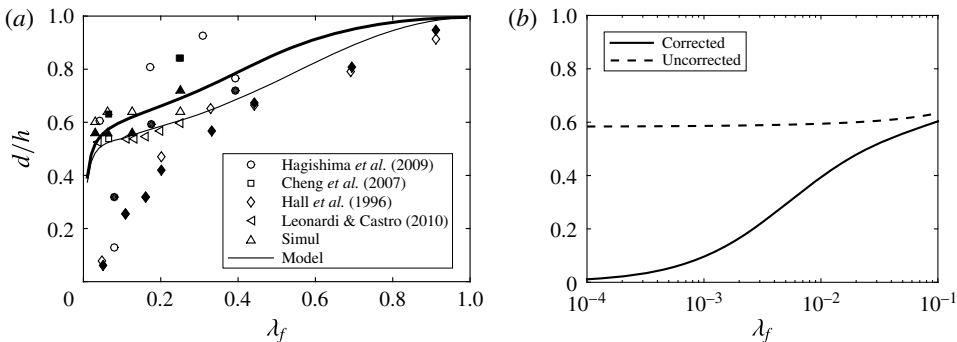 (a)
1.0
0.8
0.6
0.4
0.2
0
0.2
0.4
0.6
0.8
1.0
d/h
λf
Hagishima et al. (2009)
Cheng et al. (2007)
Hall et al. (1996)
Leonardi & Castro (2010)
Simul
Model
(b)
1.0
0.8
0.6
0.4
0.2
0
10−4
10−3
10−2
10−1
λf
Corrected
Uncorrected